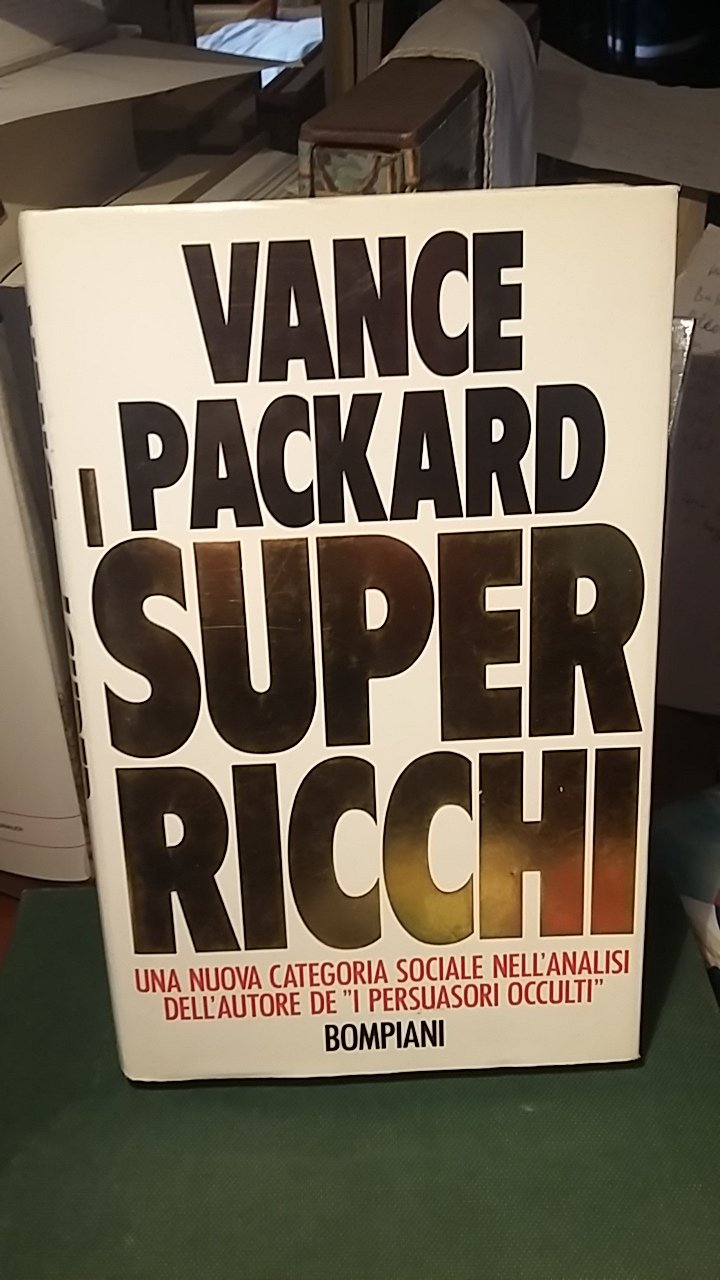 VANCE
PACKARD
I SUPER
RICCHI
UNA NUOVA CATEGORIA SOCIALE NELL'ANALISI
DELL'AUTORE DE "I PERSUASORI OCCULTI"
BOMPIANI